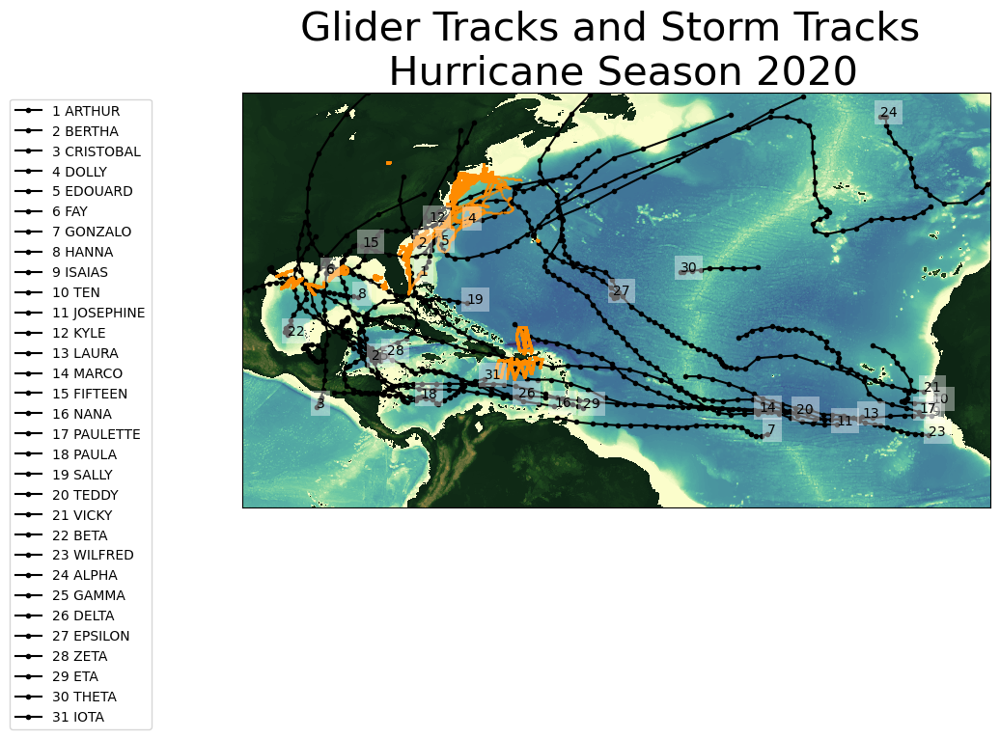 Glider Tracks and Storm Tracks
Hurricane Season 2020
1 ARTHUR
2 BERTHA
3 CRISTOBAL
4 DOLLY
5 EDOUARD
6 FAY
7 GONZALO
8 HANNA
9 ISAIAS
10 TEN
11 JOSEPHINE
12 KYLE
13 LAURA
14 MARCO
15 FIFTEEN
16 NANA
17 PAULETTE
18 PAULA
19 SALLY
20 TEDDY
21 VICKY
22 BETA
23 WILFRED
24 ALPHA
25 GAMMA
26 DELTA
27 EPSILON
28 ZETA
29 ETA
30 THETA
31 IOTA
24
12
4
15
2
5
6
1
30
27
8
19
22
28
2
31
21
18
26
10
3
16
29
14
20
13
17
11
7
23